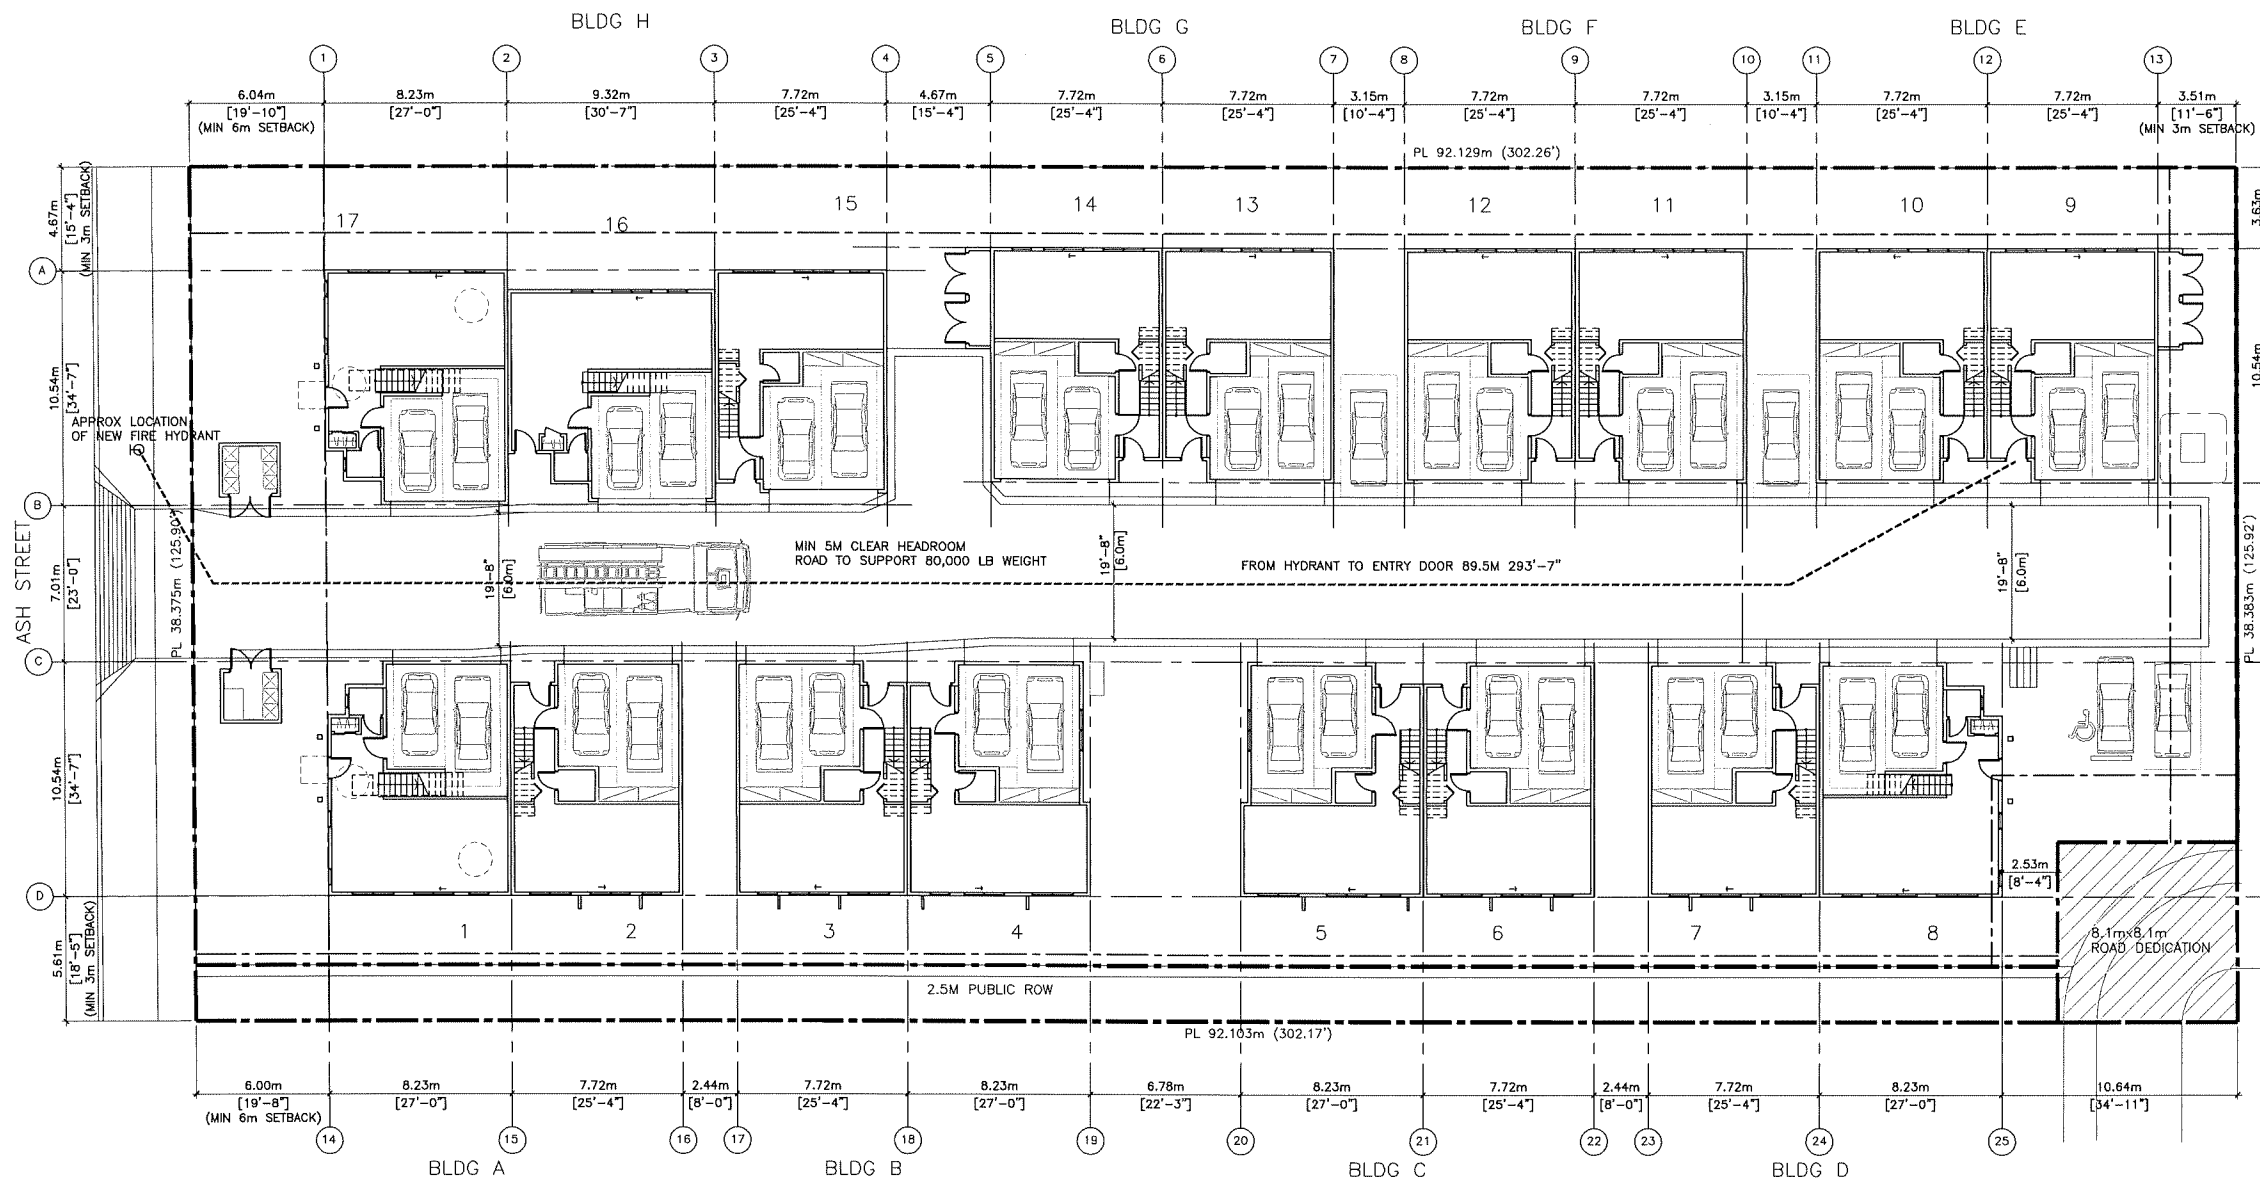 BLDG H
BLDG G
BLDG F
BLDG E
1
2
3
4
5
6
7
8
9
10
11
12
13
6.04m
[19'-10"]
(MIN 6m SETBACK)
8.23m
[27'-0"]
9.32m
[30'-7"]
7.72m
[25'-4"]
4.67m
[15'-4"]
7.72m
[25'-4"]
7.72m
[25'-4"]
3.15m
[10'-4"]
7.72m
[25'-4"]
7.72m
[25'-4"]
3.15m
[10'-4"]
7.72m
[25'-4"]
7.72m
[25'-4"]
3.51m
[11'-6"]
(MIN 3m SETBACK)
PL 92.129m (302.26')
4.67m
[15'-4"]
(MIN 3m SETBACK)
17
16
15
14
13
12
11
10
9
3.63m
A
10.54m
[34'-7"]
10.54m
APPROX LOCATION
OF NEW FIRE HYDRANT
B
ASH STREET
7.01m
[23'-0"]
PL 38.375m (125.90')
19'-8"
[6.0m]
MIN 5M CLEAR HEADROOM
ROAD TO SUPPORT 80,000 LB WEIGHT
19'-8"
[6.0m]
FROM HYDRANT TO ENTRY DOOR 89.5M 293'-7"
19'-8"
[6.0m]
PL 38.383m (125.92')
C
10.54m
[34'-7"]
2.53m
[8'-4"]
D
5.61m
[18'-5"]
(MIN 3m SETBACK)
1
2
3
4
5
6
7
8
8.1mx8.1m
ROAD DEDICATION
2.5M PUBLIC ROW
PL 92.103m (302.17')
6.00m
[19'-8"]
(MIN 6m SETBACK)
8.23m
[27'-0"]
7.72m
[25'-4"]
2.44m
[8'-0"]
7.72m
[25'-4"]
8.23m
[27'-0"]
6.78m
[22'-3"]
8.23m
[27'-0"]
7.72m
[25'-4"]
2.44m
[8'-0"]
7.72m
[25'-4"]
8.23m
[27'-0"]
10.64m
[34'-11"]
14
15
16
17
18
19
20
21
22
23
24
25
BLDG A
BLDG B
BLDG C
BLDG D